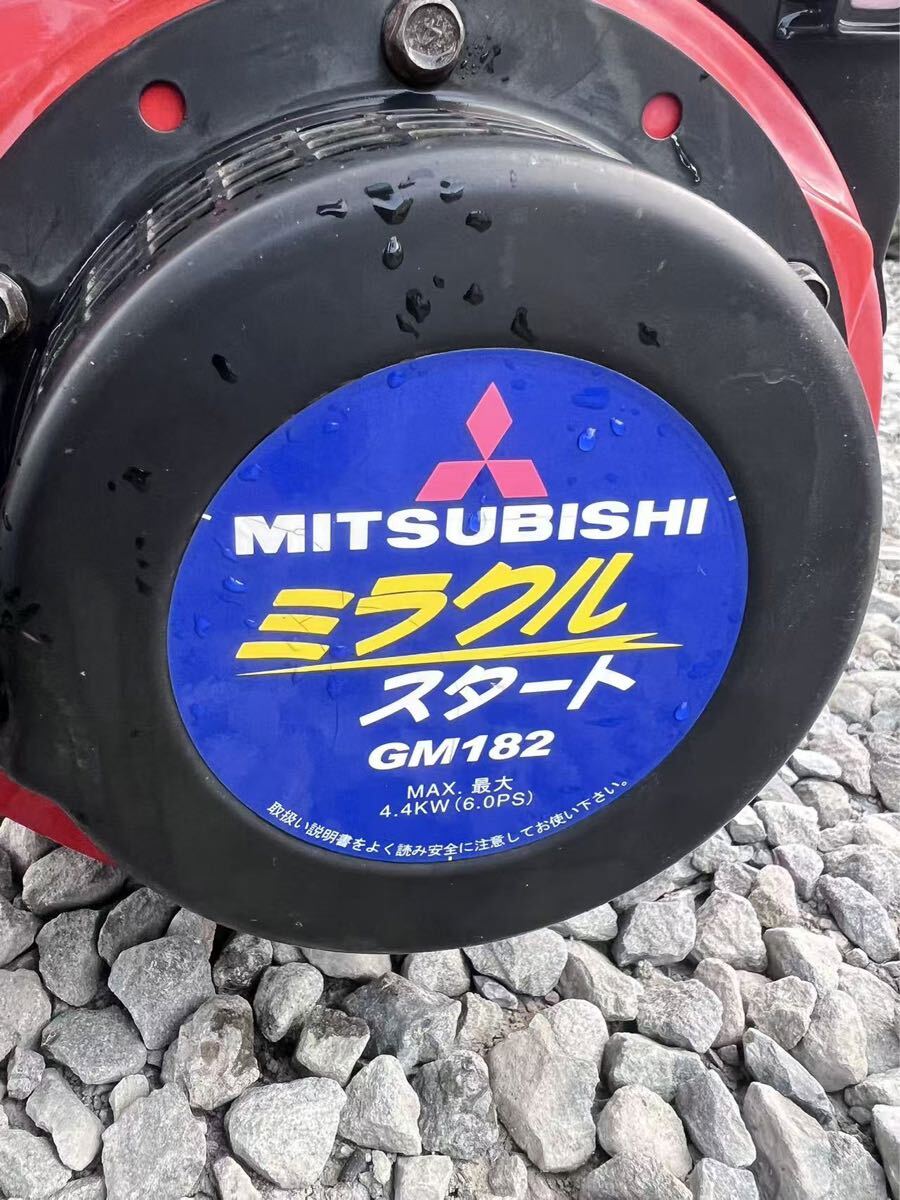 MITSUBISHI
ミラクル
スタート
GM182
MAX. 最大
4.4KW(6.0PS)
取扱い説明書をよく読み安全に注意してお使い下さい。